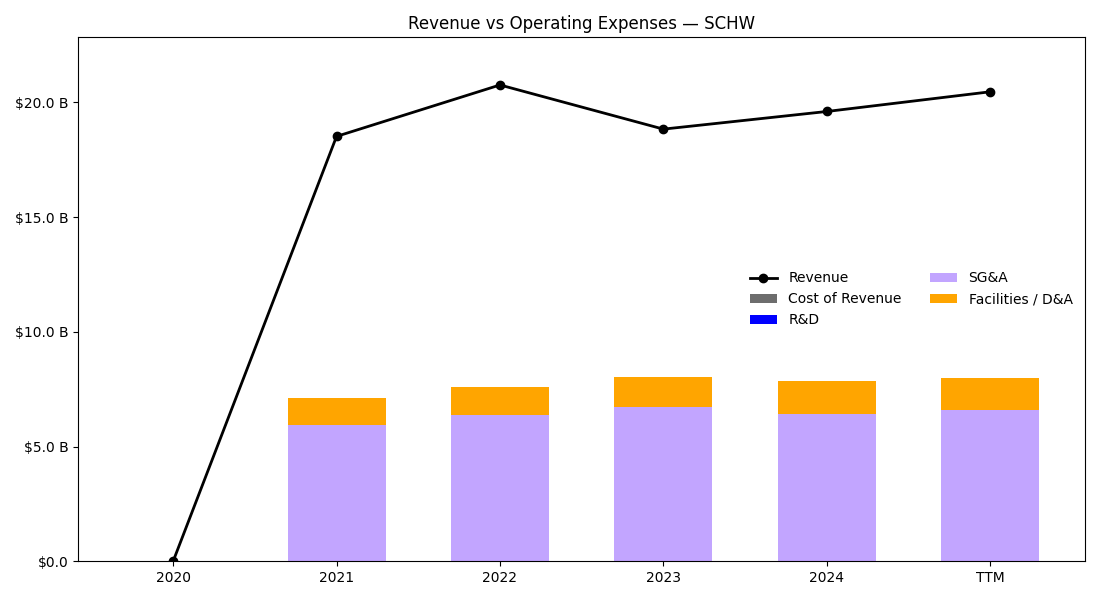 Revenue vs Operating Expenses — SCHW
$20.0 B
$15.0 B
$10.0 B
$5.0 B
$0.0
Revenue
Cost of Revenue
R&D
SG&A
Facilities / D&A
2020 2021 2022 2023 2024 TTM